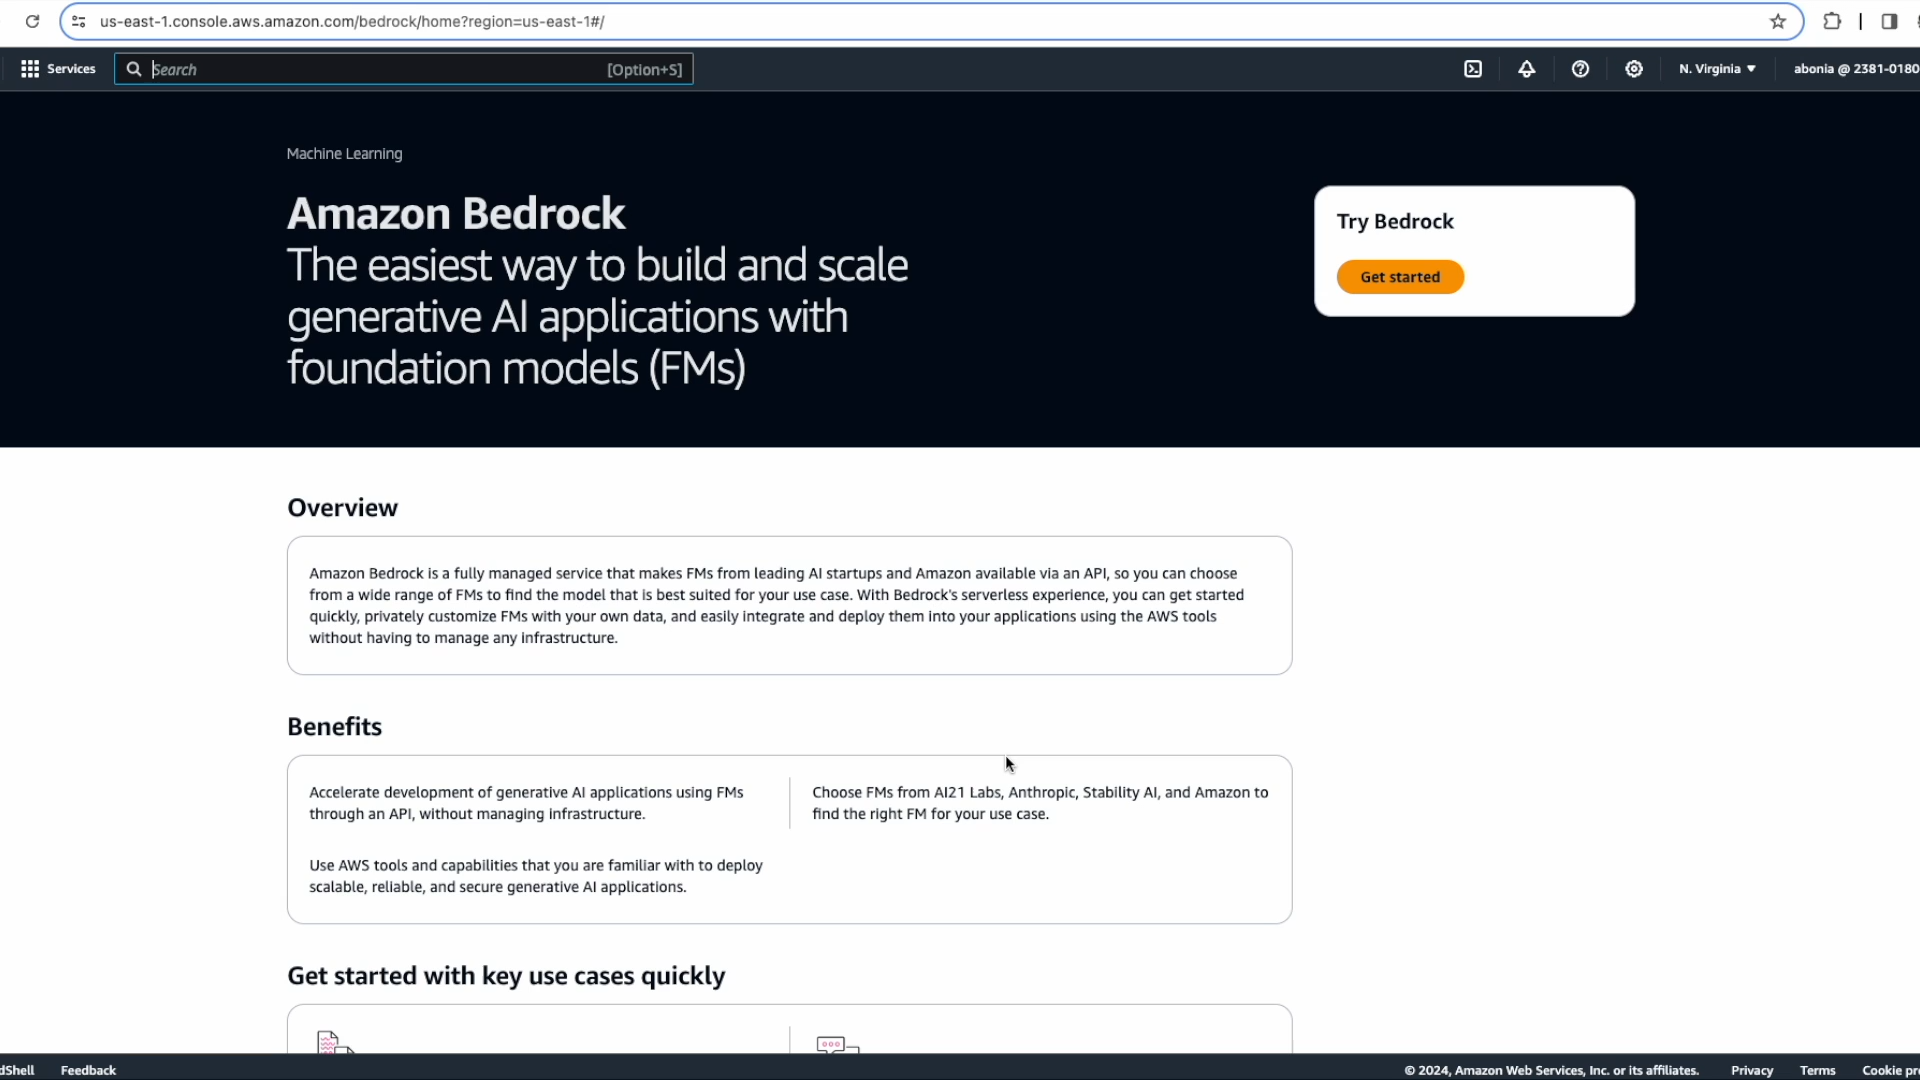 us-east-1.console.aws.amazon.com/bedrock/home?region=us-east-1#/
Services
Search
[Option+S]
N. Virginia
abonia @ 2381-0180
Machine Learning
Amazon Bedrock
The easiest way to build and scale
generative AI applications with
foundation models (FMs)
Try Bedrock
Get started
Overview
Amazon Bedrock is a fully managed service that makes FMs from leading AI startups and Amazon available via an API, so you can choose
from a wide range of FMs to find the model that is best suited for your use case. With Bedrock's serverless experience, you can get started
quickly, privately customize FMs with your own data, and easily integrate and deploy them into your applications using the AWS tools
without having to manage any infrastructure.
Benefits
Accelerate development of generative AI applications using FMs
through an API, without managing infrastructure.
Choose FMs from AI21 Labs, Anthropic, Stability AI, and Amazon to
find the right FM for your use case.
Use AWS tools and capabilities that you are familiar with to deploy
scalable, reliable, and secure generative AI applications.
Get started with key use cases quickly
dShell
Feedback
© 2024, Amazon Web Services, Inc. or its affiliates.
Privacy
Terms
Cookie pr